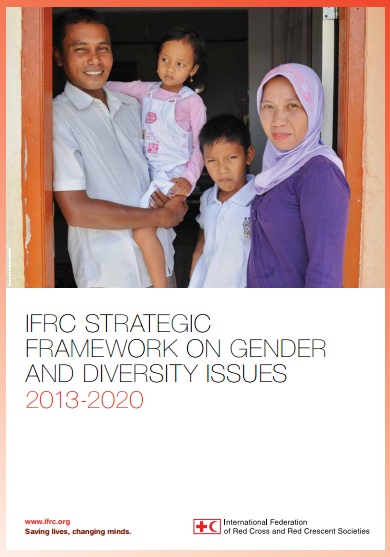 IFRC STRATEGIC
FRAMEWORK ON GENDER
AND DIVERSITY ISSUES
2013-2020
www.ifrc.org
Saving lives, changing minds.
International Federation
of Red Cross and Red Crescent Societies